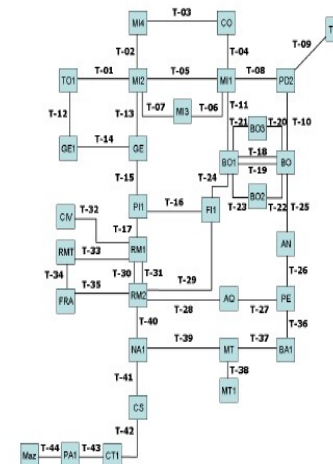 T-03
MI4 CO
T-02 T-04 T-09 T
T-01 T-05 T-08
TO1 MI2 MI1 PD2
T-12 T-13 T-07 MI3 T-06 T-11 T-10
T-21 BO3 T-20
T-14 T-18
GE1 GE BO1 BO
T-15 T-24 T-19
T-23 BO2 T-22 T-25
CIV T-32 PI1 T-16 FI1
T-17 AN
RMT T-33 RM1
T-34 T-30 T-31 T-29 T-26
FRA T-35 RM2 AQ PE
T-28 T-27
T-40 T-36
T-39 T-37
NA1 MT BA1
T-41 T-38
CS MT1
T-42
Maz T-44 PA1 T-43 CT1